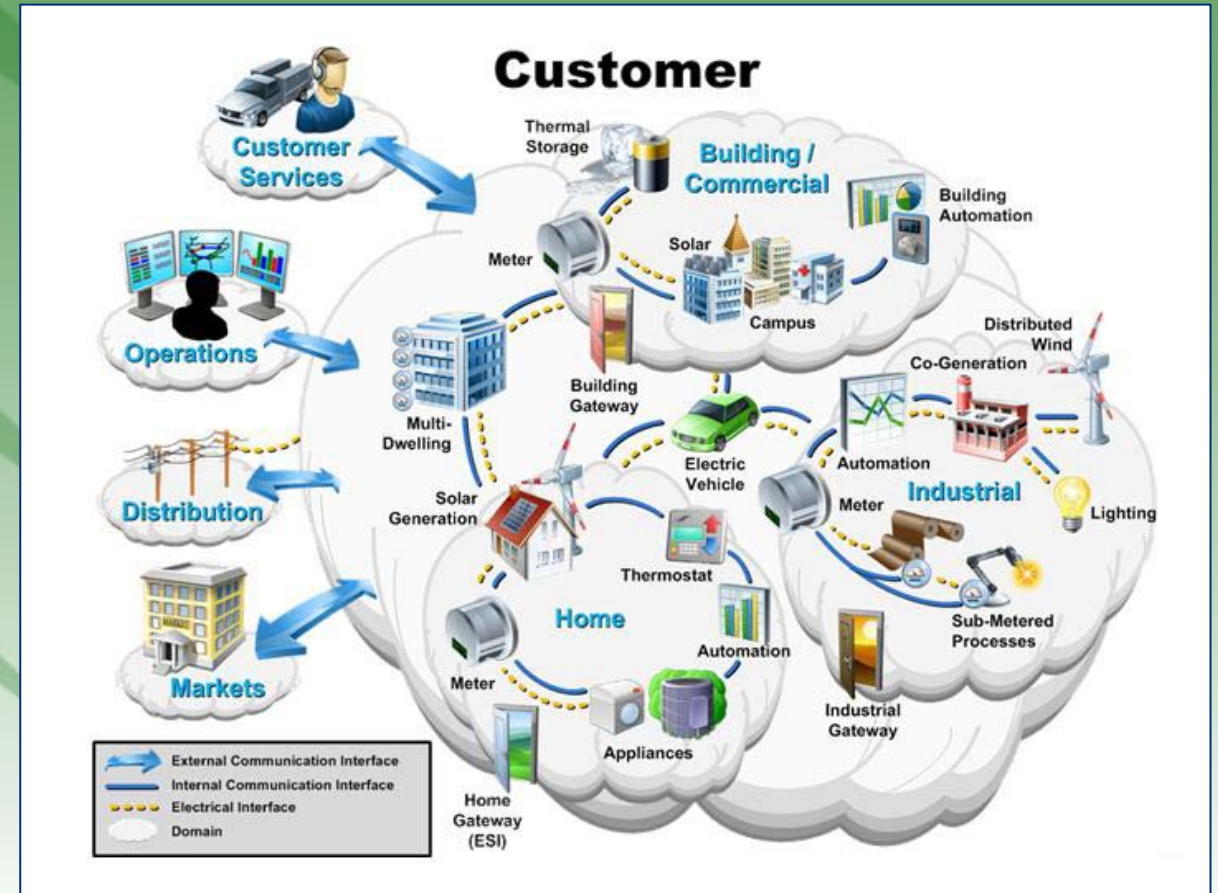 Customer
Customer
Services
Thermal
Storage
Building /
Commercial
Building
Automation
Meter
Solar
Campus
Operations
Building
Gateway
Multi-
Dwelling
Electric
Vehicle
Distributed
Wind
Co-Generation
Automation
Meter
Industrial
Lighting
Sub-Metered
Processes
Industrial
Gateway
Distribution
Solar
Generation
Thermostat
Home
Automation
Meter
Appliances
Home
Gateway
(ESI)
MARKET
Markets
External Communication Interface
Internal Communication Interface
Electrical Interface
Domain